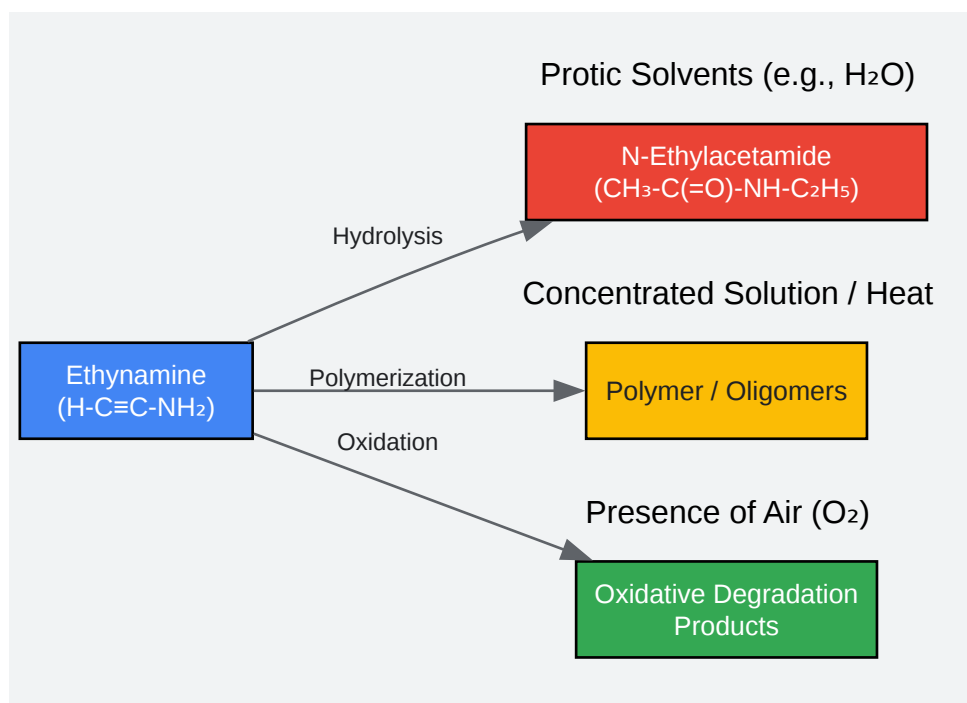 Protic Solvents (e.g., H₂O)
N-Ethylacetamide
(CH₃-C(=O)-NH-C₂H₅)
Hydrolysis
Concentrated Solution / Heat
Ethynamine
(H-C≡C-NH₂)
Polymerization
Polymer / Oligomers
Oxidation
Presence of Air (O₂)
Oxidative Degradation
Products